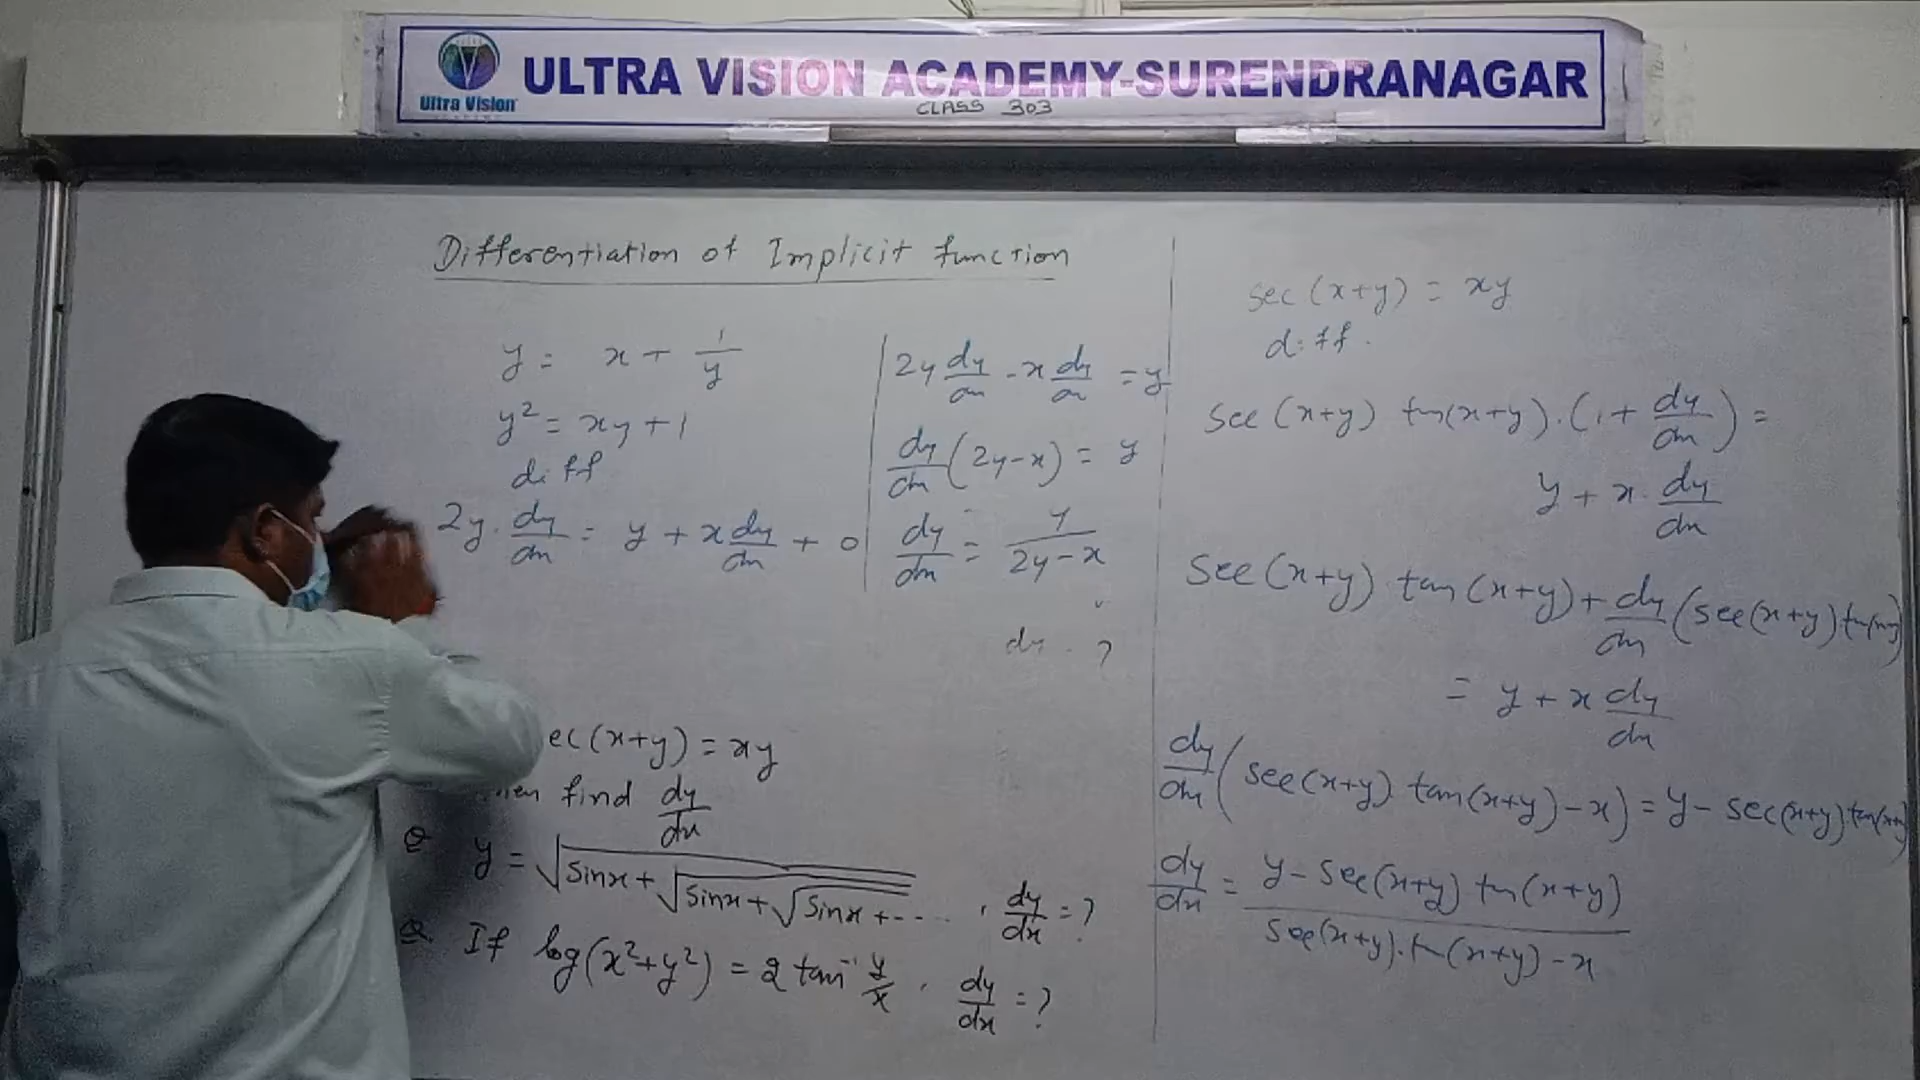 ULTRA VISION ACADEMY-SURENDRANAGAR
Ultra Vision
CLASS 303
Differentiation of Implicit function
y = x + 1/y
y² = xy + 1
diff
2y · dy/dx = y + x dy/dx + 0
2y dy/dx - x dy/dx = y
dy/dx (2y-x) = y
dy/dx = y/(2y-x)
dy . ?
ec(x+y) = xy
find dy/dx
Q y = √(sinx + √(sinx + √(sinx + .... , dy/dx = ?
Q. If log(x²+y²) = 2 tan⁻¹ y/x , dy/dx = ?
sec (x+y) = xy
diff.
sec (x+y) tan(x+y).(1 + dy/dx) =
y + x. dy/dx
sec(x+y) tan(x+y) + dy/dx (sec(x+y) tan(x+y)
= y + x dy/dx
dy/dx (sec(x+y) tan(x+y) - x) = y - sec(x+y).tan(x+y)
dy/dx = (y - sec(x+y) tan(x+y))/(sec(x+y).tan(x+y) - x)